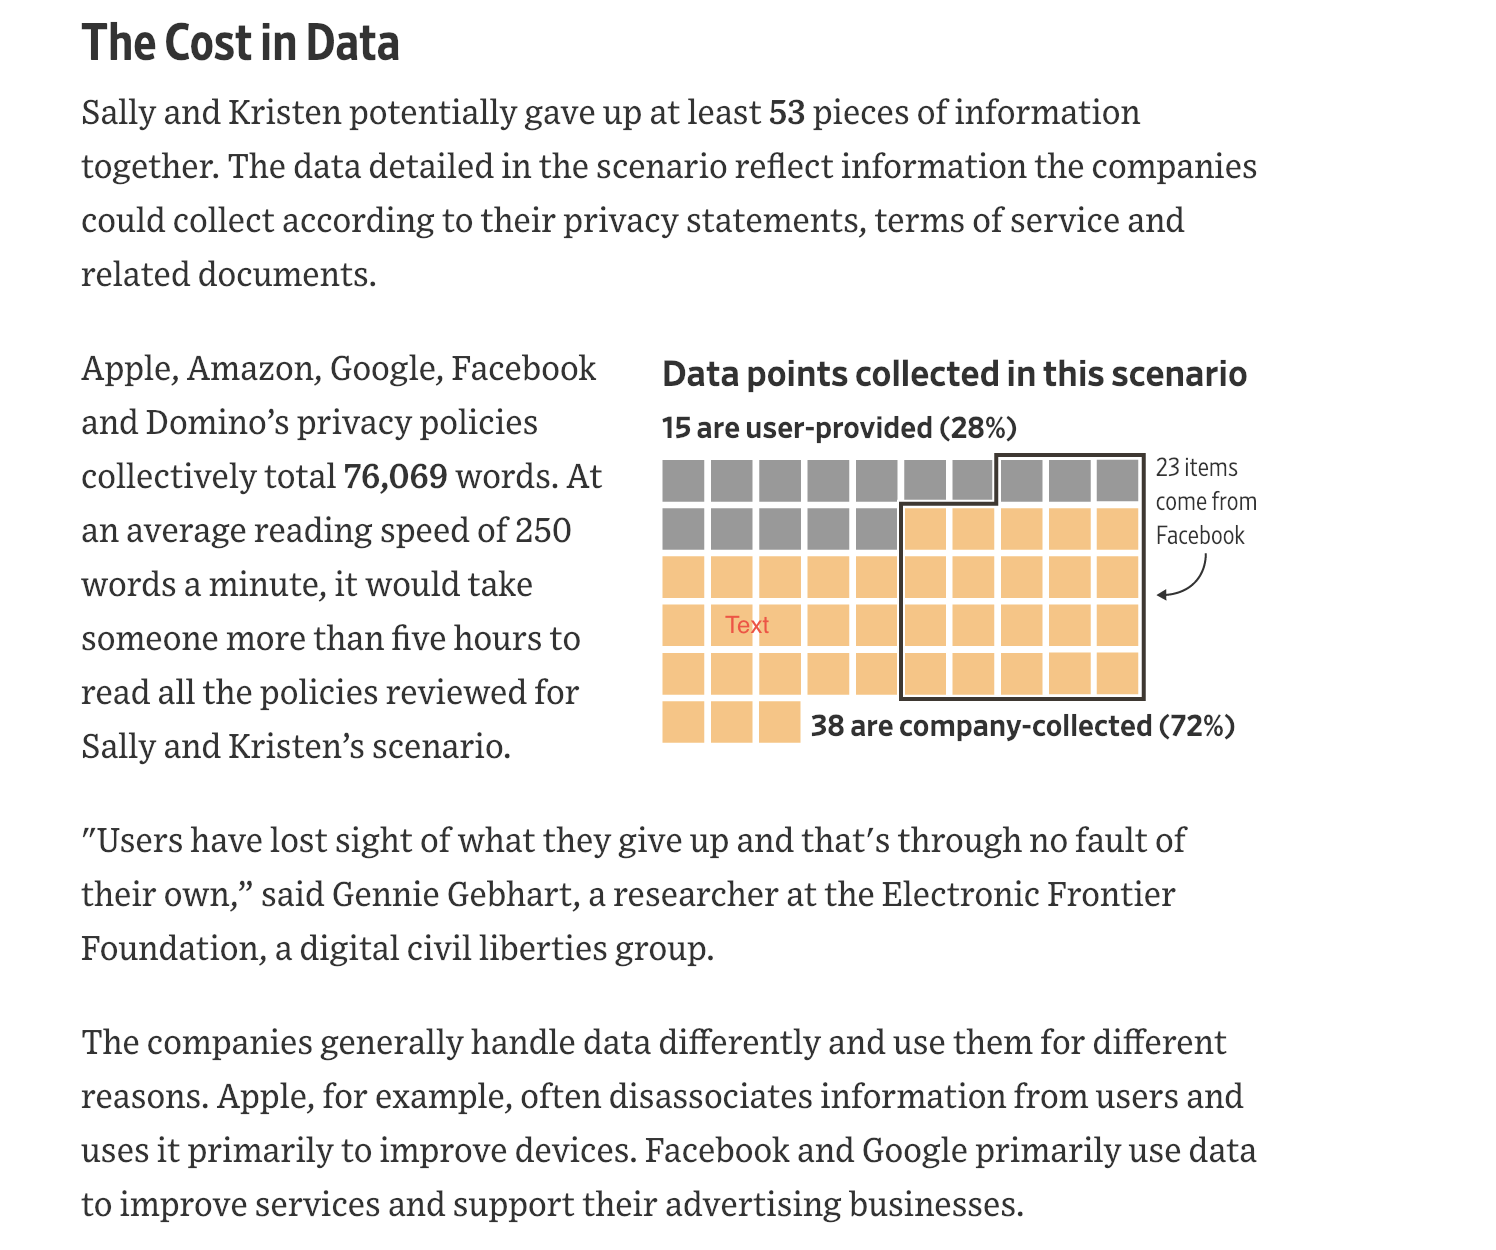 The Cost in Data
Sally and Kristen potentially gave up at least 53 pieces of information
together. The data detailed in the scenario reflect information the companies
could collect according to their privacy statements, terms of service and
related documents.
Apple, Amazon, Google, Facebook
and Domino’s privacy policies
collectively total 76,069 words. At
an average reading speed of 250
words a minute, it would take
someone more than five hours to
read all the policies reviewed for
Sally and Kristen’s scenario.
Data points collected in this scenario
15 are user-provided (28%)
23 items
come from
Facebook
Text
38 are company-collected (72%)
"Users have lost sight of what they give up and that's through no fault of
their own,” said Gennie Gebhart, a researcher at the Electronic Frontier
Foundation, a digital civil liberties group.
The companies generally handle data differently and use them for different
reasons. Apple, for example, often disassociates information from users and
uses it primarily to improve devices. Facebook and Google primarily use data
to improve services and support their advertising businesses.